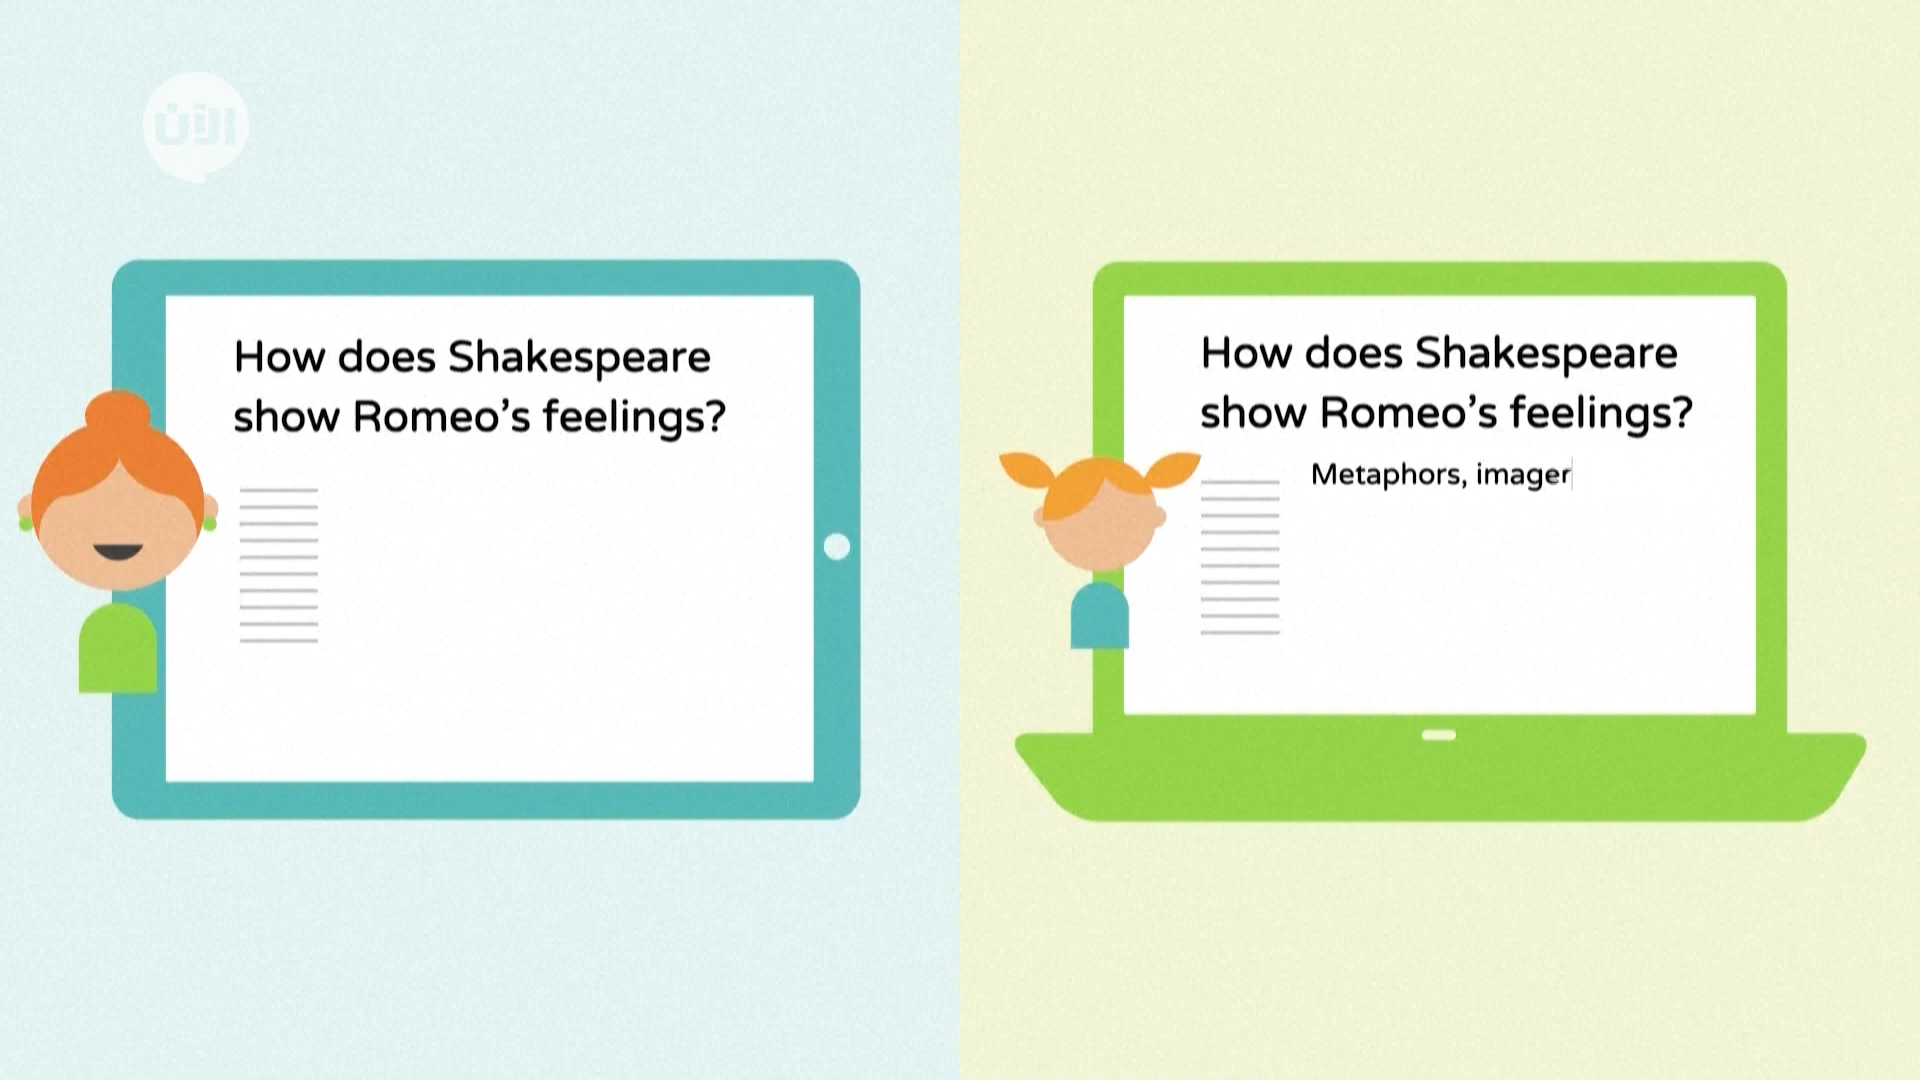 الآن
How does Shakespeare
show Romeo’s feelings?
How does Shakespeare
show Romeo’s feelings?
Metaphors, imager